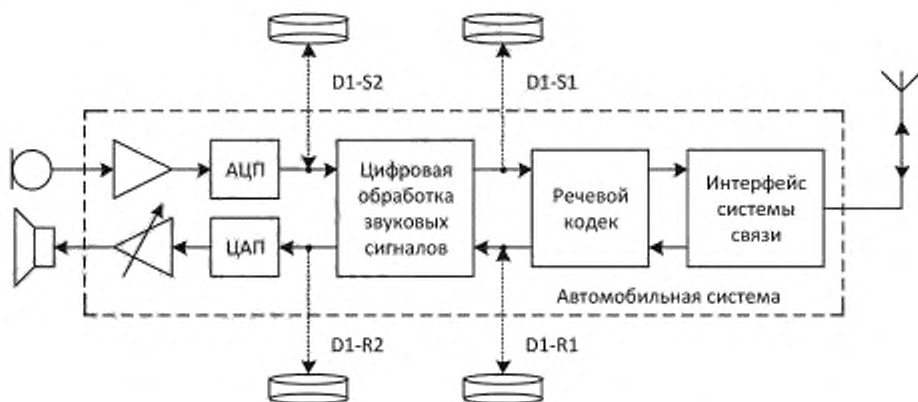 D1-S2
D1-S1
АЦП
Цифровая
обработка
звуковых
сигналов
Речевой
кодек
Интерфейс
системы
связи
ЦАП
Автомобильная система
D1-R2
D1-R1